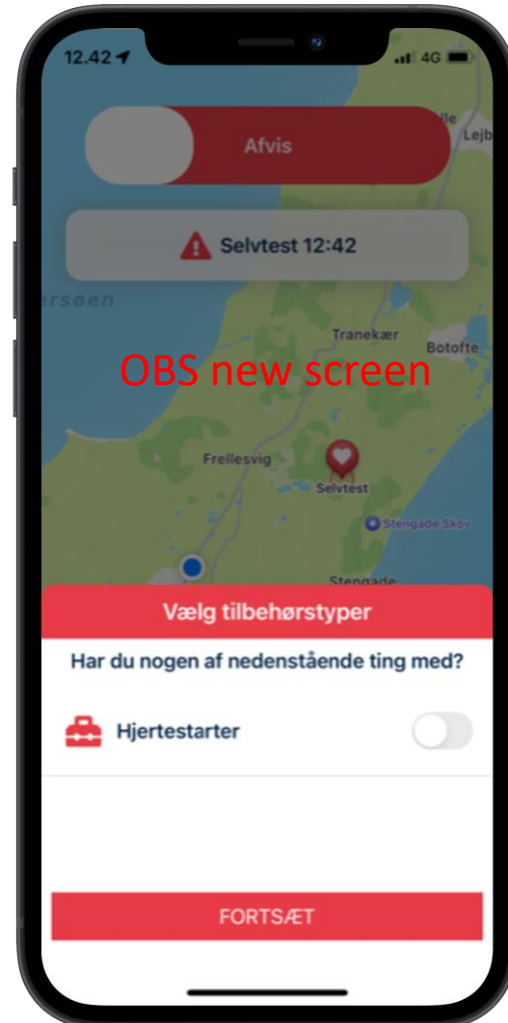 12.42
4G
Afvis
Lejb
Selvtest 12:42
Tranekær
Botofte
OBS new screen
Frellesvig
Selvtest
Stengade Skov
Stengade
Vælg tilbehørstyper
Har du nogen af nedenstående ting med?
Hjertestarter
FORTSÆT